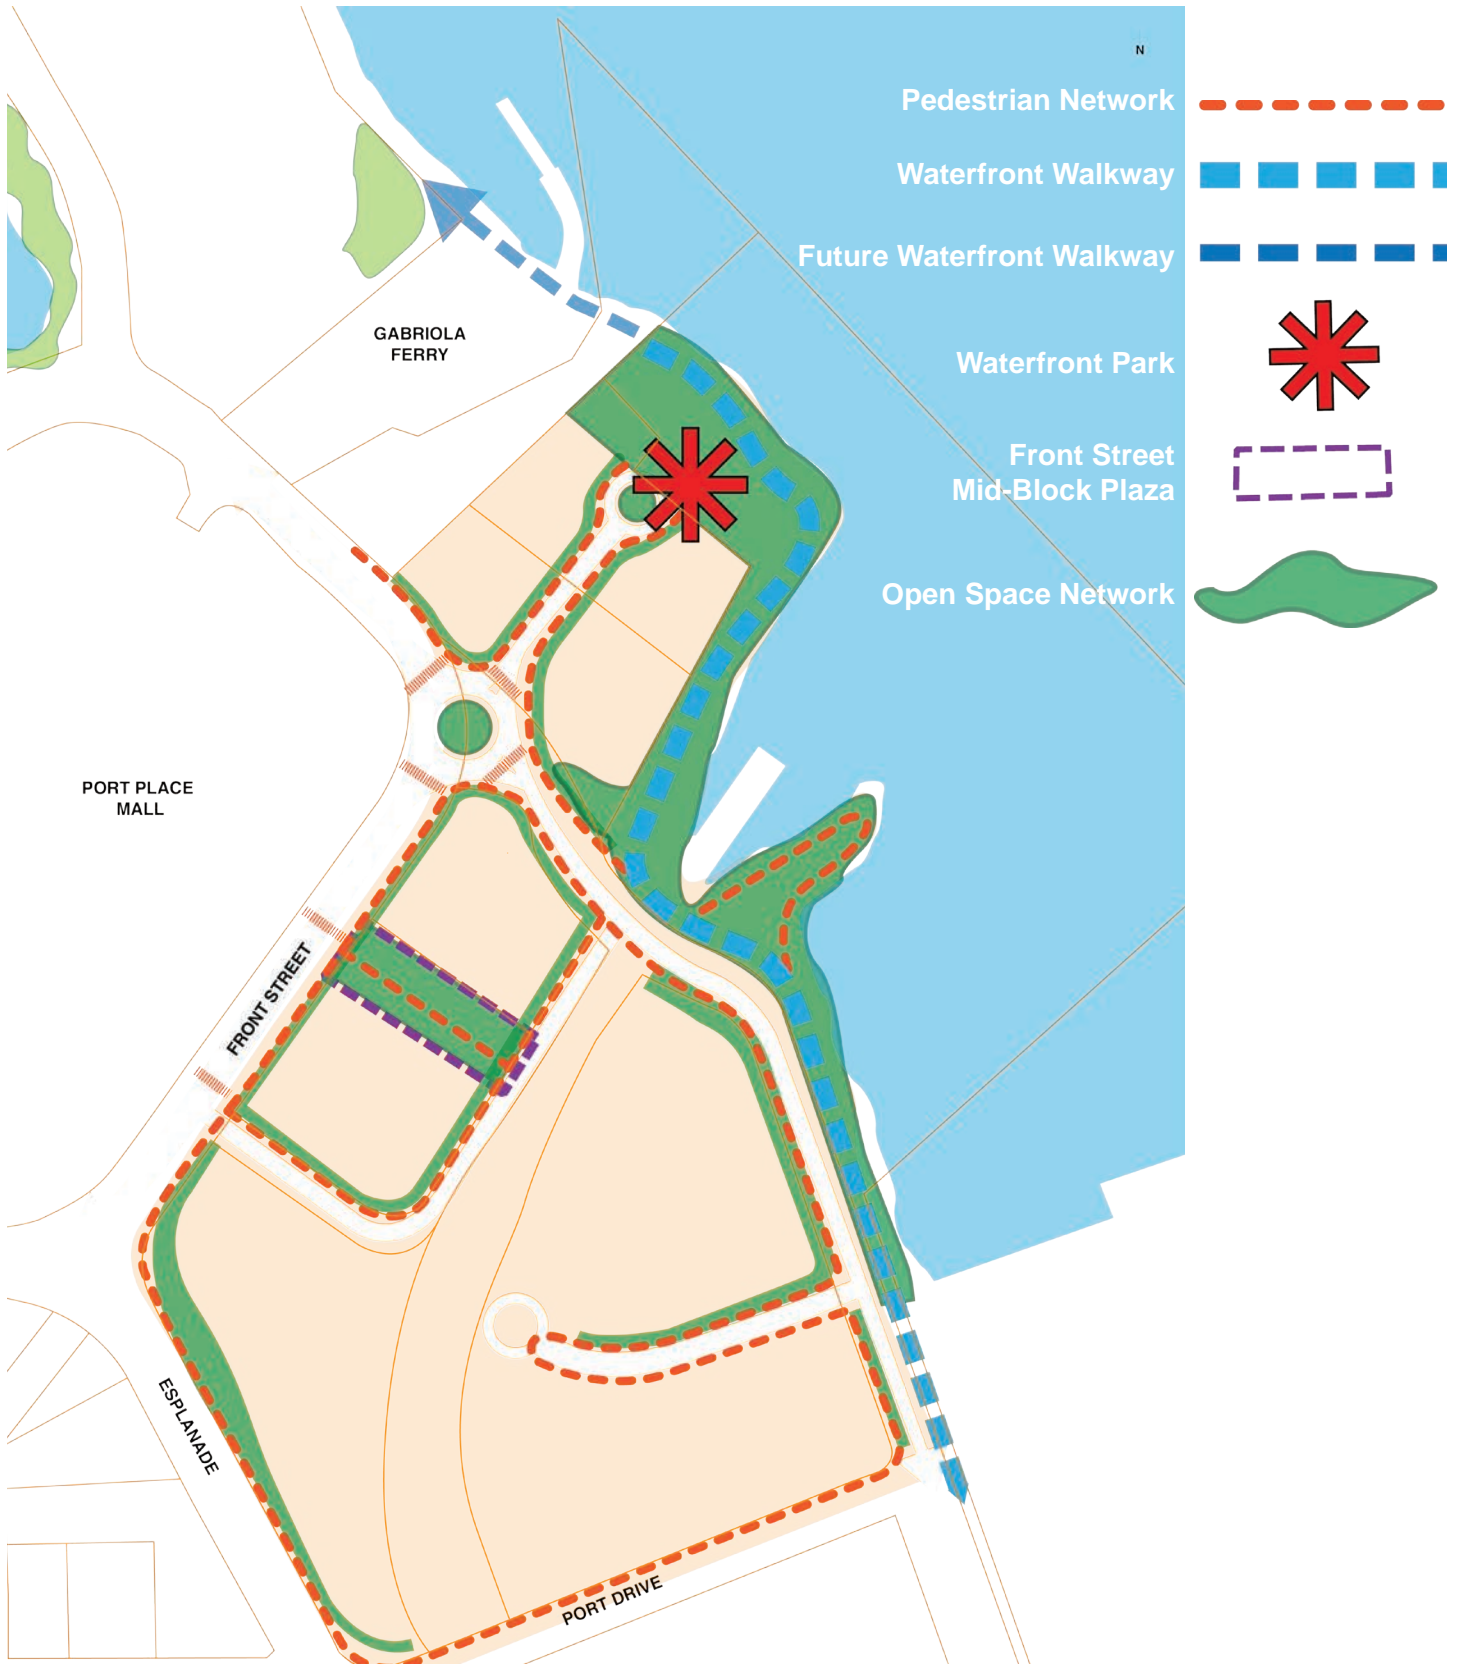 N
Pedestrian Network
Waterfront Walkway
Future Waterfront Walkway
Waterfront Park
Front Street
Mid-Block Plaza
Open Space Network
GABRIOLA
FERRY
PORT PLACE
MALL
FRONT STREET
ESPLANADE
PORT DRIVE